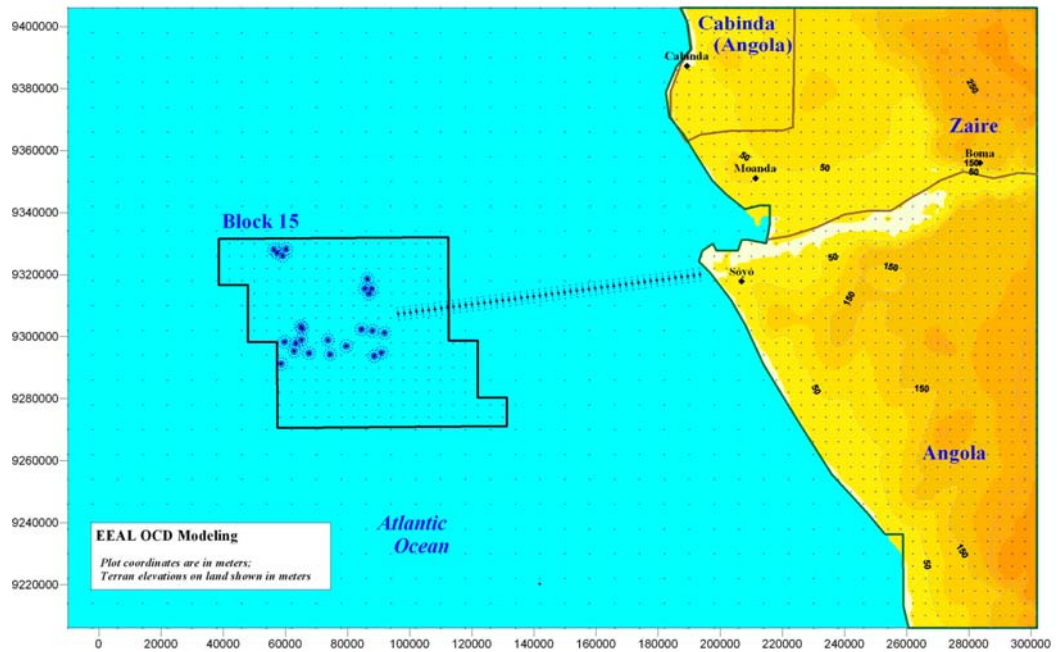 9400000
Cabinda
(Angola)
Cabinda
250
9380000
Zaire
9360000
50
Moanda
50
Boma
150
50
9340000
Block 15
9320000
Soyo
50
150
150
9300000
9280000
50
150
9260000
Angola
9240000
EEAL OCD Modeling
Plot coordinates are in meters;
Terran elevations on land shown in meters
Atlantic
Ocean
150
50
9220000
0 20000 40000 60000 80000 100000 120000 140000 160000 180000 200000 220000 240000 260000 280000 300000